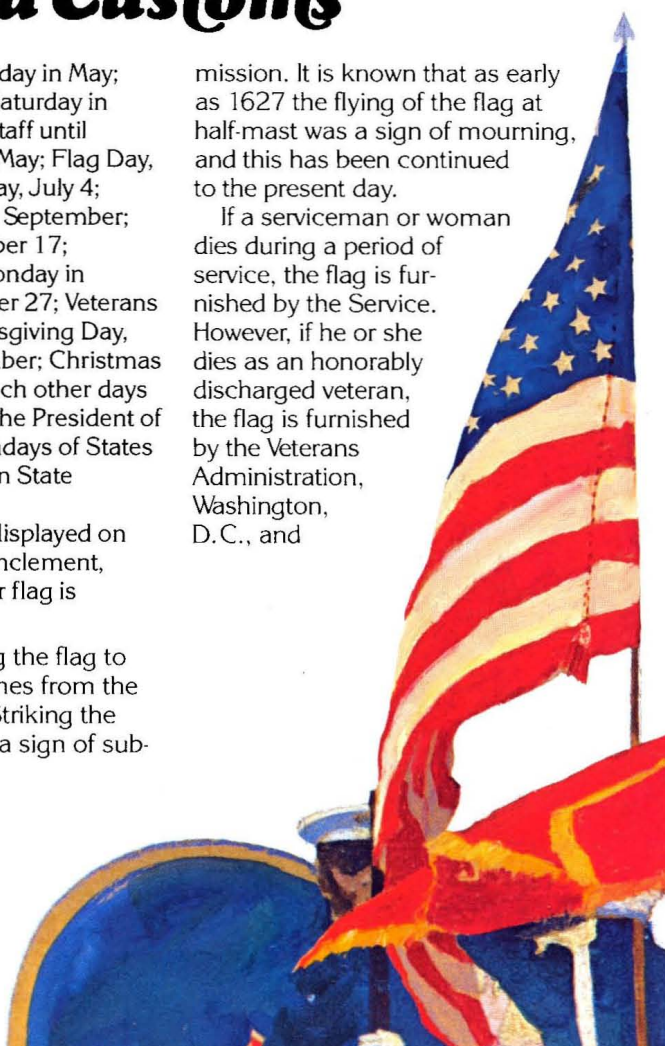 Customs
day in May;
aturday in
taff until
May; Flag Day,
ay, July 4;
September;
ber 17;
onday in
er 27; Veterans
sgiving Day,
ber; Christmas
ch other days
he President of
days of States
n State
displayed on
nclement,
r flag is
g the flag to
mes from the
Striking the
a sign of sub-
mission. It is known that as early
as 1627 the flying of the flag at
half-mast was a sign of mourning,
and this has been continued
to the present day.
If a serviceman or woman
dies during a period of
service, the flag is fur-
nished by the Service.
However, if he or she
dies as an honorably
discharged veteran,
the flag is furnished
by the Veterans
Administration,
Washington,
D.C., and